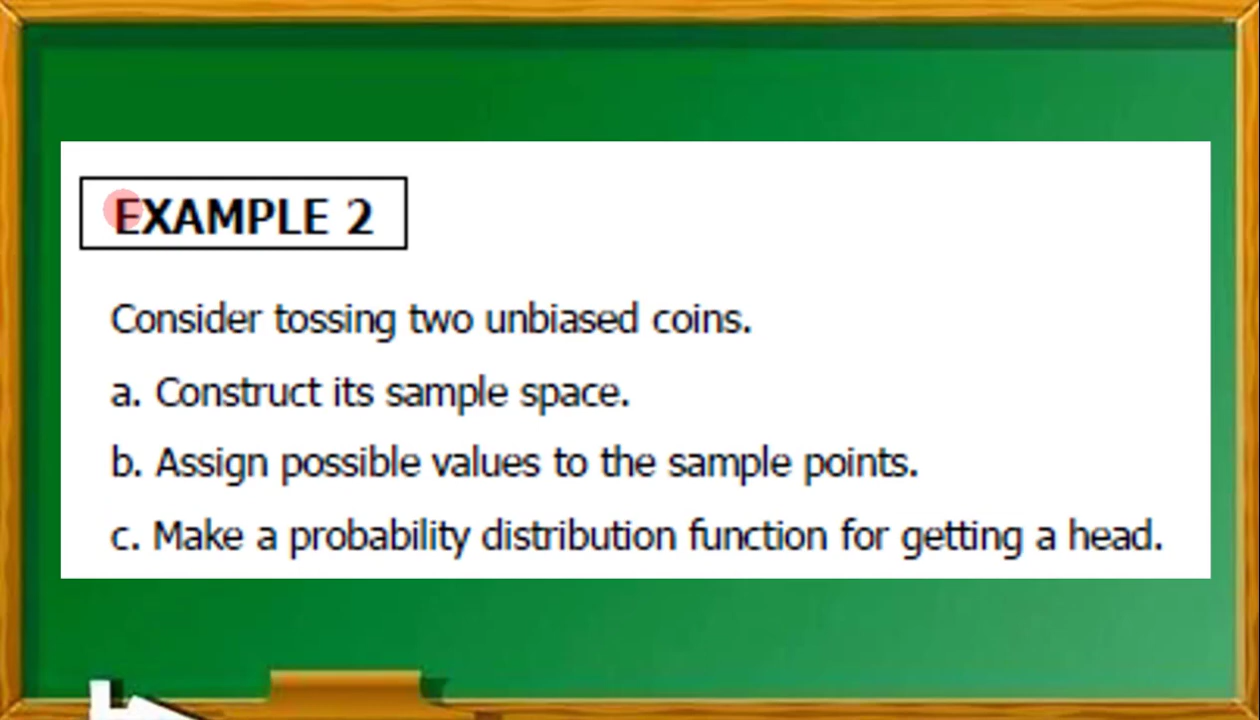 EXAMPLE 2
Consider tossing two unbiased coins.
a. Construct its sample space.
b. Assign possible values to the sample points.
c. Make a probability distribution function for getting a head.